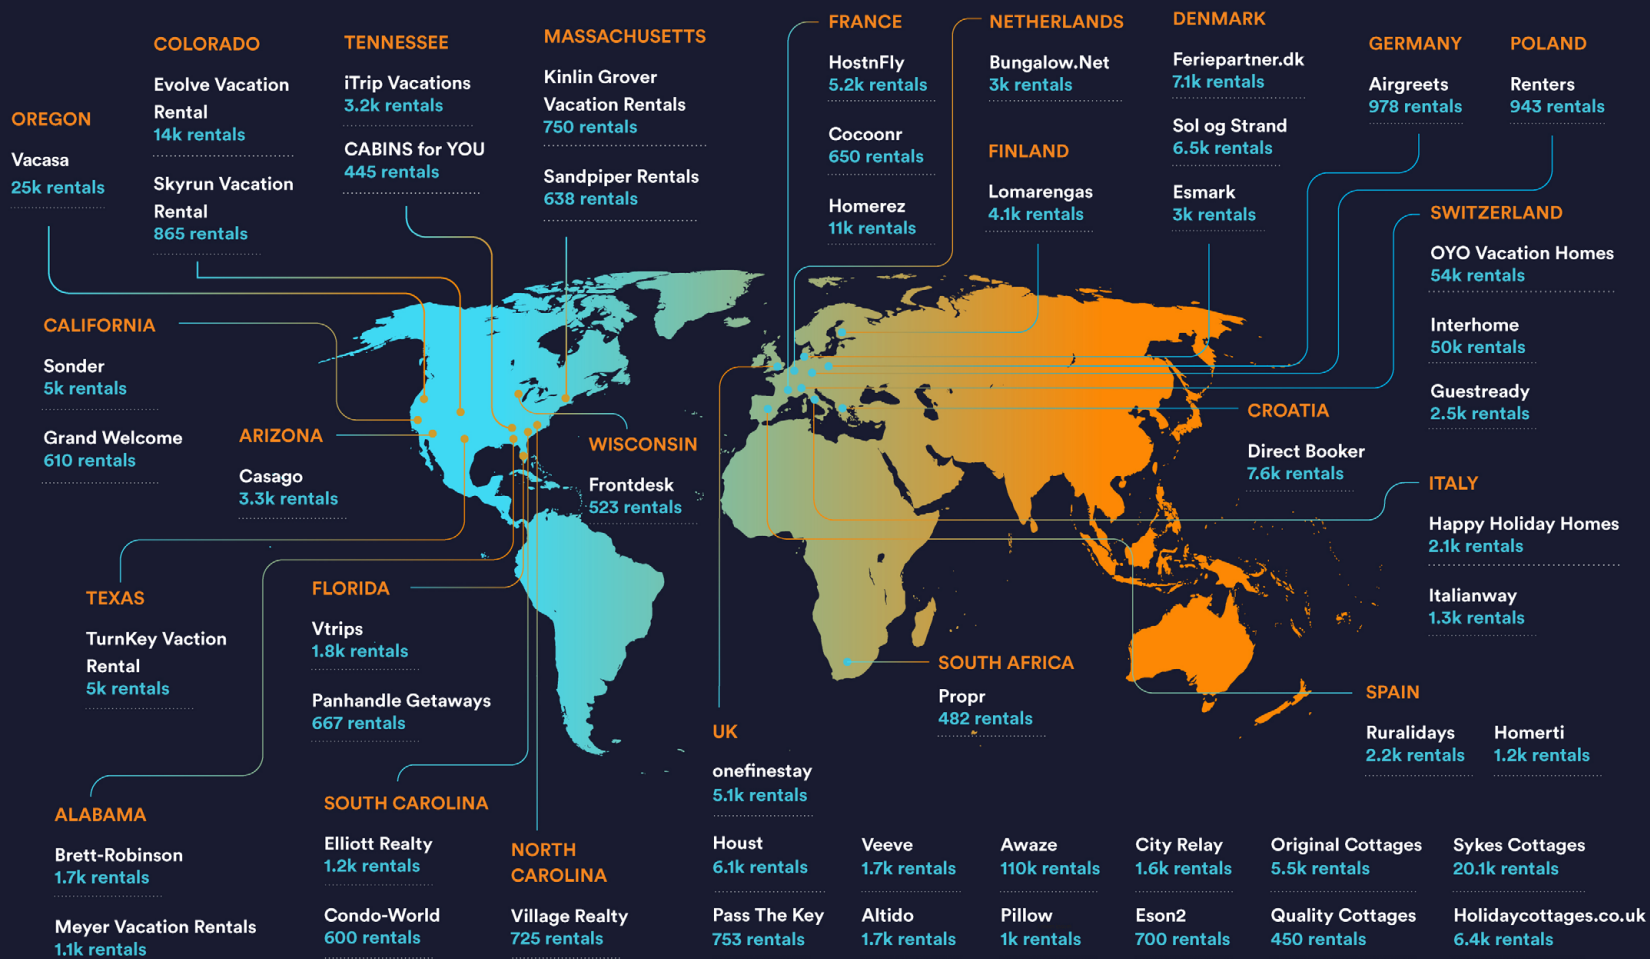 OREGON
Vacasa
25k rentals
COLORADO
Evolve Vacation
Rental
14k rentals
Skyrun Vacation
Rental
865 rentals
TENNESSEE
iTrip Vacations
3.2k rentals
CABINS for YOU
445 rentals
MASSACHUSETTS
Kinlin Grover
Vacation Rentals
750 rentals
Sandpiper Rentals
638 rentals
FRANCE
HostnFly
5.2k rentals
Cocoonr
650 rentals
Homerez
11k rentals
NETHERLANDS
Bungalow.Net
3k rentals
FINLAND
Lomarengas
4.1k rentals
DENMARK
Feriepartner.dk
7.1k rentals
Sol og Strand
6.5k rentals
Esmark
3k rentals
GERMANY
Airgreets
978 rentals
POLAND
Renters
943 rentals
SWITZERLAND
OYO Vacation Homes
54k rentals
Interhome
50k rentals
Guestready
2.5k rentals
CALIFORNIA
Sonder
5k rentals
Grand Welcome
610 rentals
ARIZONA
Casago
3.3k rentals
WISCONSIN
Frontdesk
523 rentals
CROATIA
Direct Booker
7.6k rentals
ITALY
Happy Holiday Homes
2.1k rentals
Italianway
1.3k rentals
TEXAS
TurnKey Vaction
Rental
5k rentals
FLORIDA
Vtrips
1.8k rentals
Panhandle Getaways
667 rentals
SOUTH AFRICA
Propr
482 rentals
SPAIN
Ruralidays
2.2k rentals
Homerti
1.2k rentals
ALABAMA
Brett-Robinson
1.7k rentals
Meyer Vacation Rentals
1.1k rentals
SOUTH CAROLINA
Elliott Realty
1.2k rentals
Condo-World
600 rentals
NORTH
CAROLINA
Village Realty
725 rentals
UK
onefinestay
5.1k rentals
Houst
6.1k rentals
Pass The Key
753 rentals
Veeve
1.7k rentals
Altido
1.7k rentals
Awaze
110k rentals
Pillow
1k rentals
City Relay
1.6k rentals
Eson2
700 rentals
Original Cottages
5.5k rentals
Quality Cottages
450 rentals
Sykes Cottages
20.1k rentals
Holidaycottages.co.uk
6.4k rentals